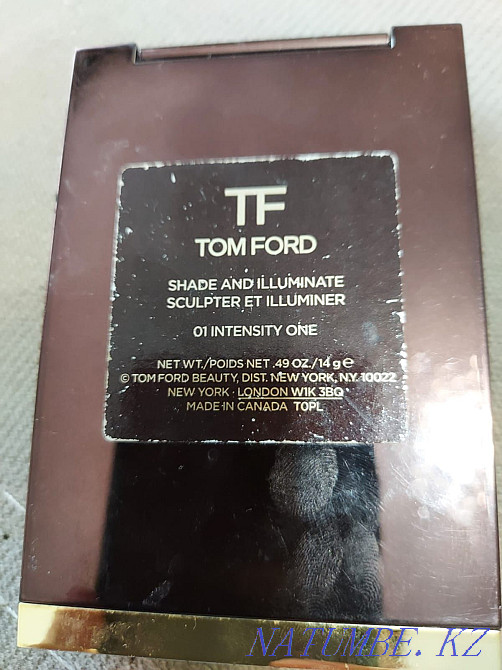 TF
TOM FORD
SHADE AND ILLUMINATE
SCULPTER ET ILLUMINER
01 INTENSITY ONE
NET WT./POIDS NET .49 OZ./14 g ℮
© TOM FORD BEAUTY, DIST. NEW YORK, N.Y. 10022
NEW YORK · LONDON W1K 3BQ
MADE IN CANADA T0PL
NATUMBE. KZ